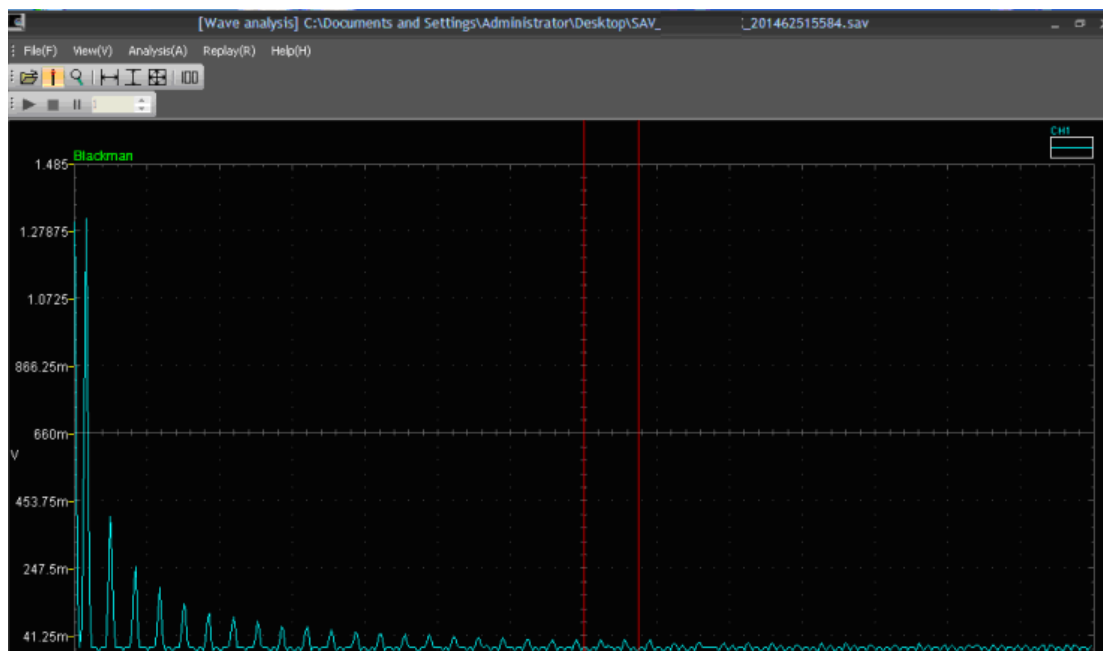 [Wave analysis] C:\Documents and Settings\Administrator\Desktop\SAV_ _201462515584.sav
File(F) View(V) Analysis(A) Replay(R) Help(H)
CH1
Blackman
1.485
1.27875
1.0725
866.25m
660m
V
453.75m
247.5m
41.25m